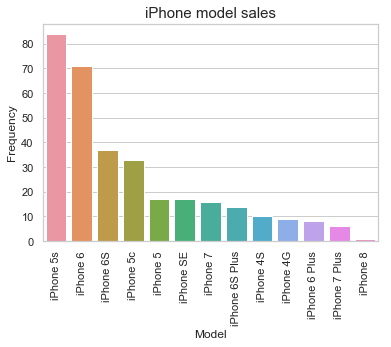 iPhone model sales
Frequency
80
70
60
50
40
30
20
10
0
iPhone 5s
iPhone 6
iPhone 6S
iPhone 5c
iPhone 5
iPhone SE
iPhone 7
iPhone 6S Plus
iPhone 4S
iPhone 4G
iPhone 6 Plus
iPhone 7 Plus
iPhone 8
Model